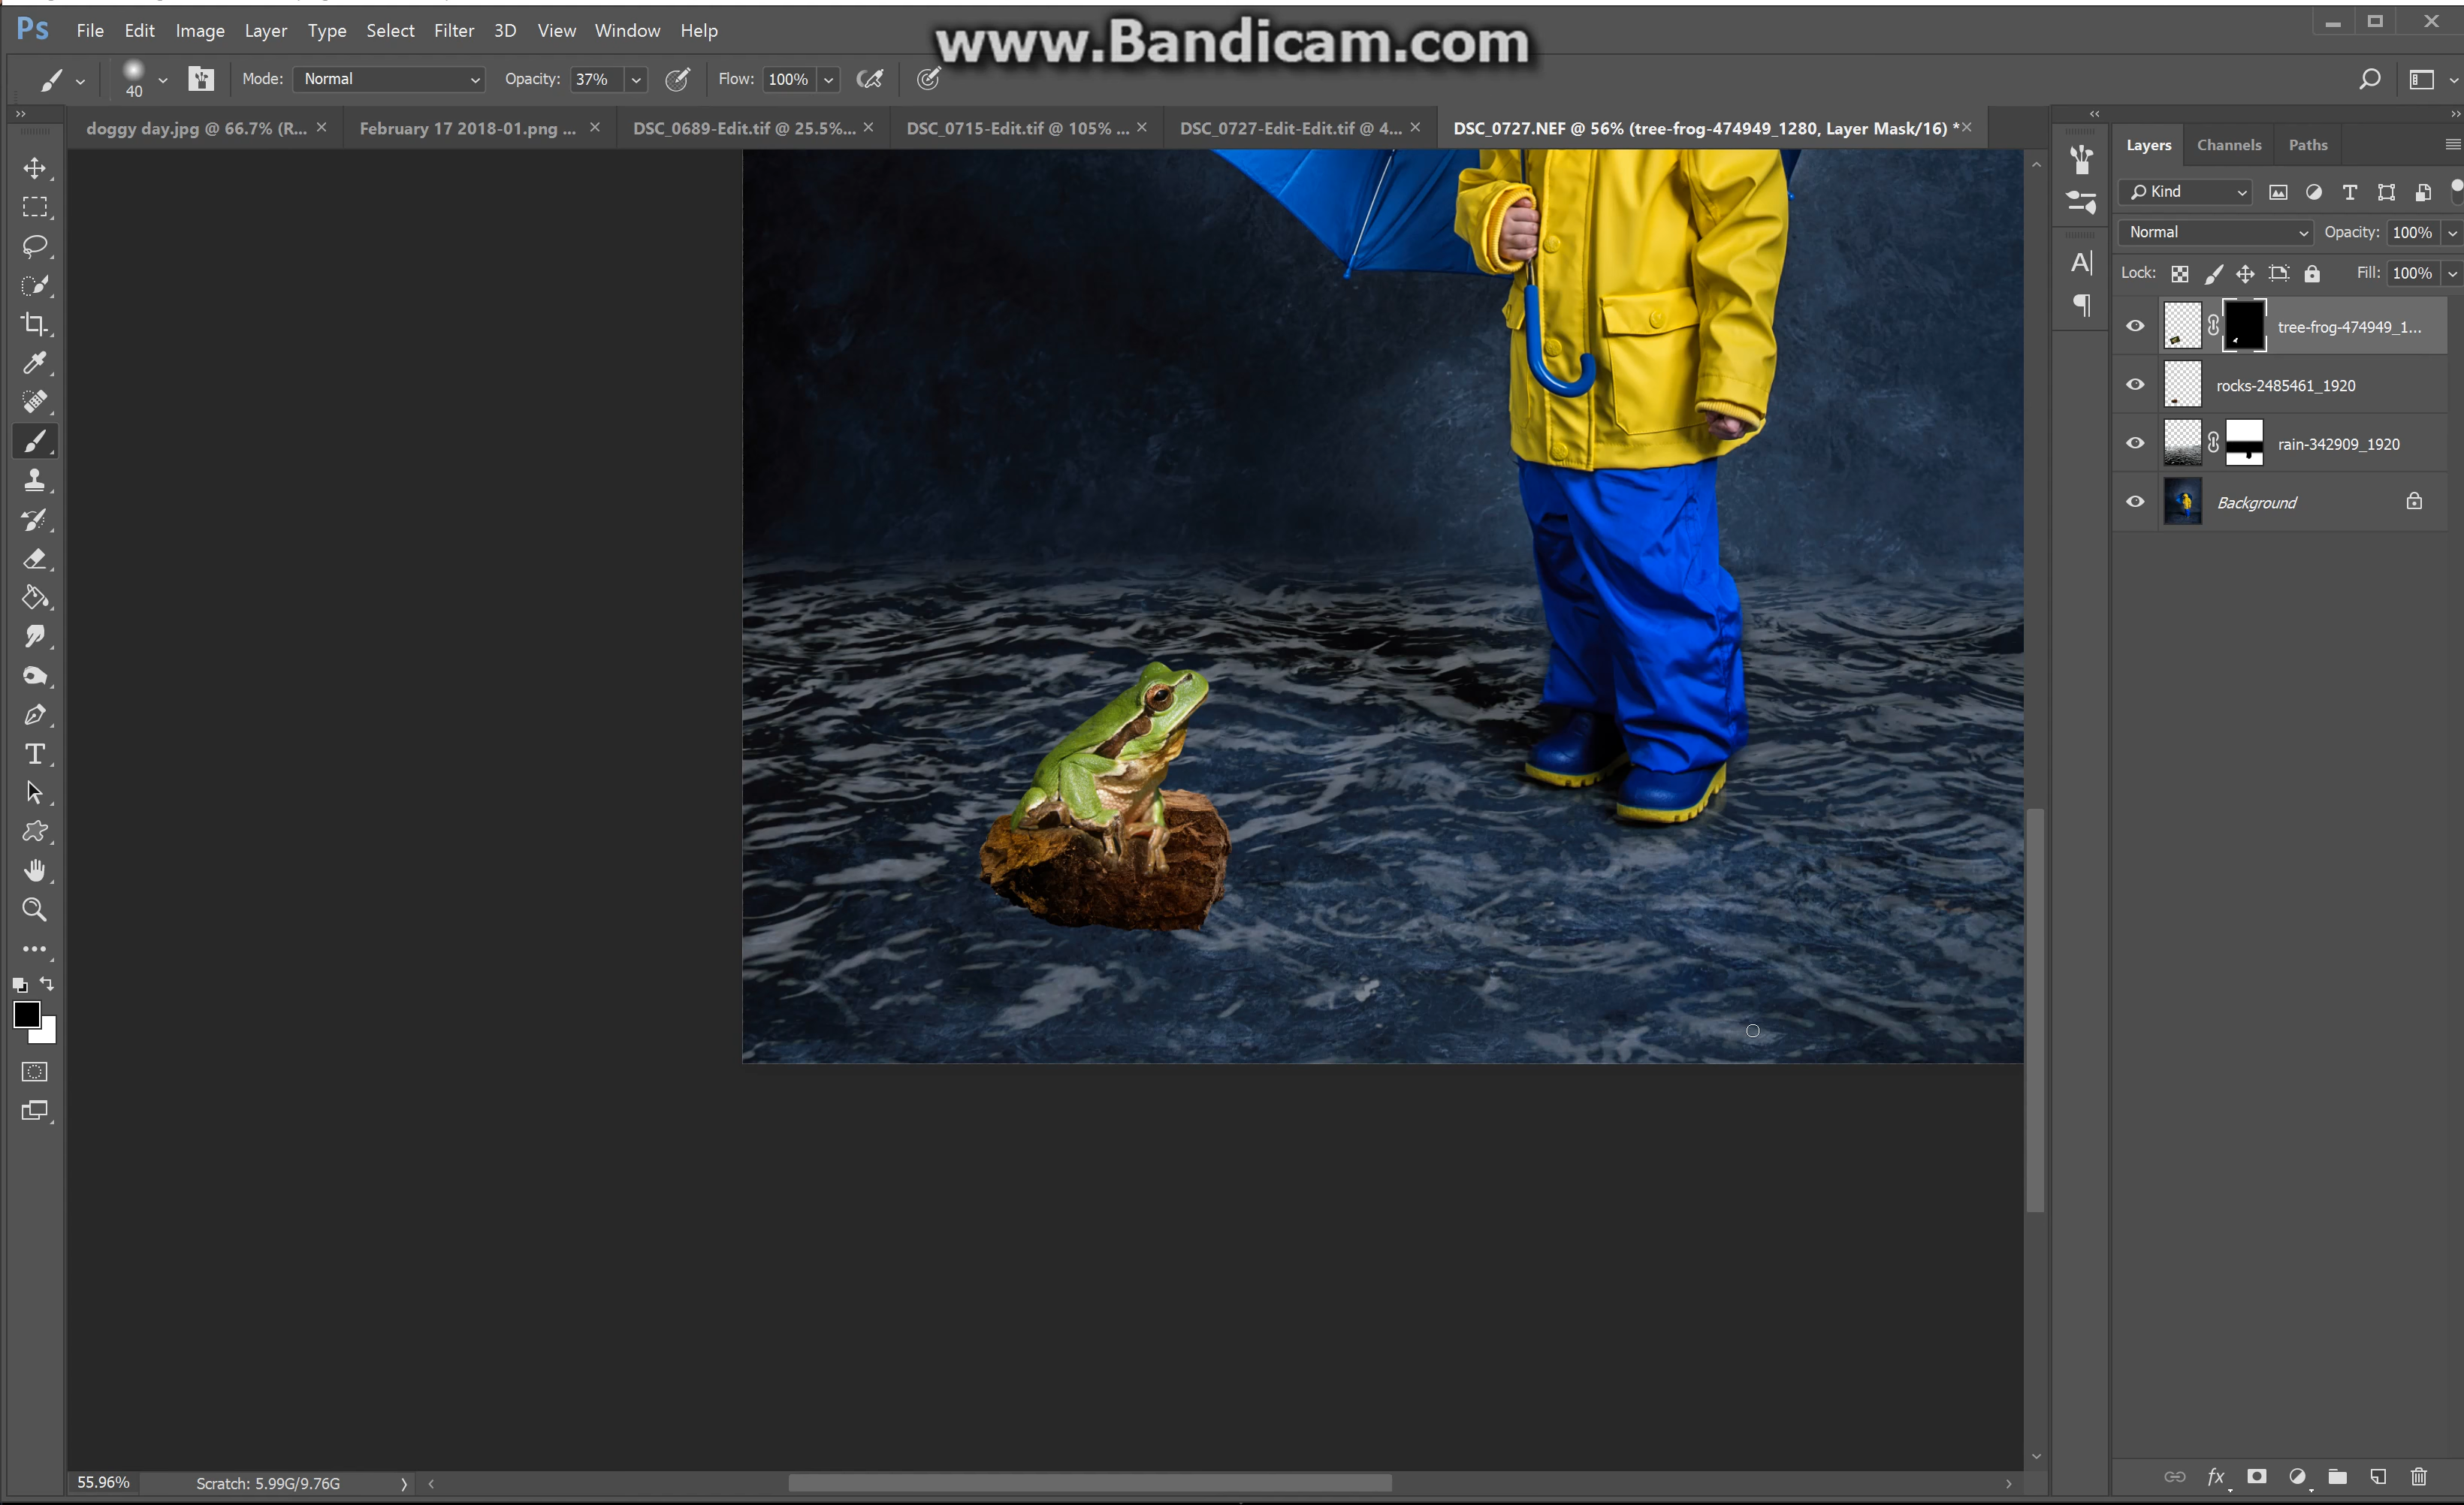 Ps File Edit Image Layer Type Select Filter 3D View Window Help
www.Bandicam.com
40 Mode: Normal Opacity: 37% Flow: 100%
doggy day.jpg @ 66.7% (R... × February 17 2018-01.png ... × DSC_0689-Edit.tif @ 25.5%... × DSC_0715-Edit.tif @ 105% ... × DSC_0727-Edit-Edit.tif @ 4... × DSC_0727.NEF @ 56% (tree-frog-474949_1280, Layer Mask/16) * ×
Layers Channels Paths
Kind
Normal Opacity: 100%
Lock: Fill: 100%
tree-frog-474949_1...
rocks-2485461_1920
rain-342909_1920
Background
55.96% Scratch: 5.99G/9.76G
fx